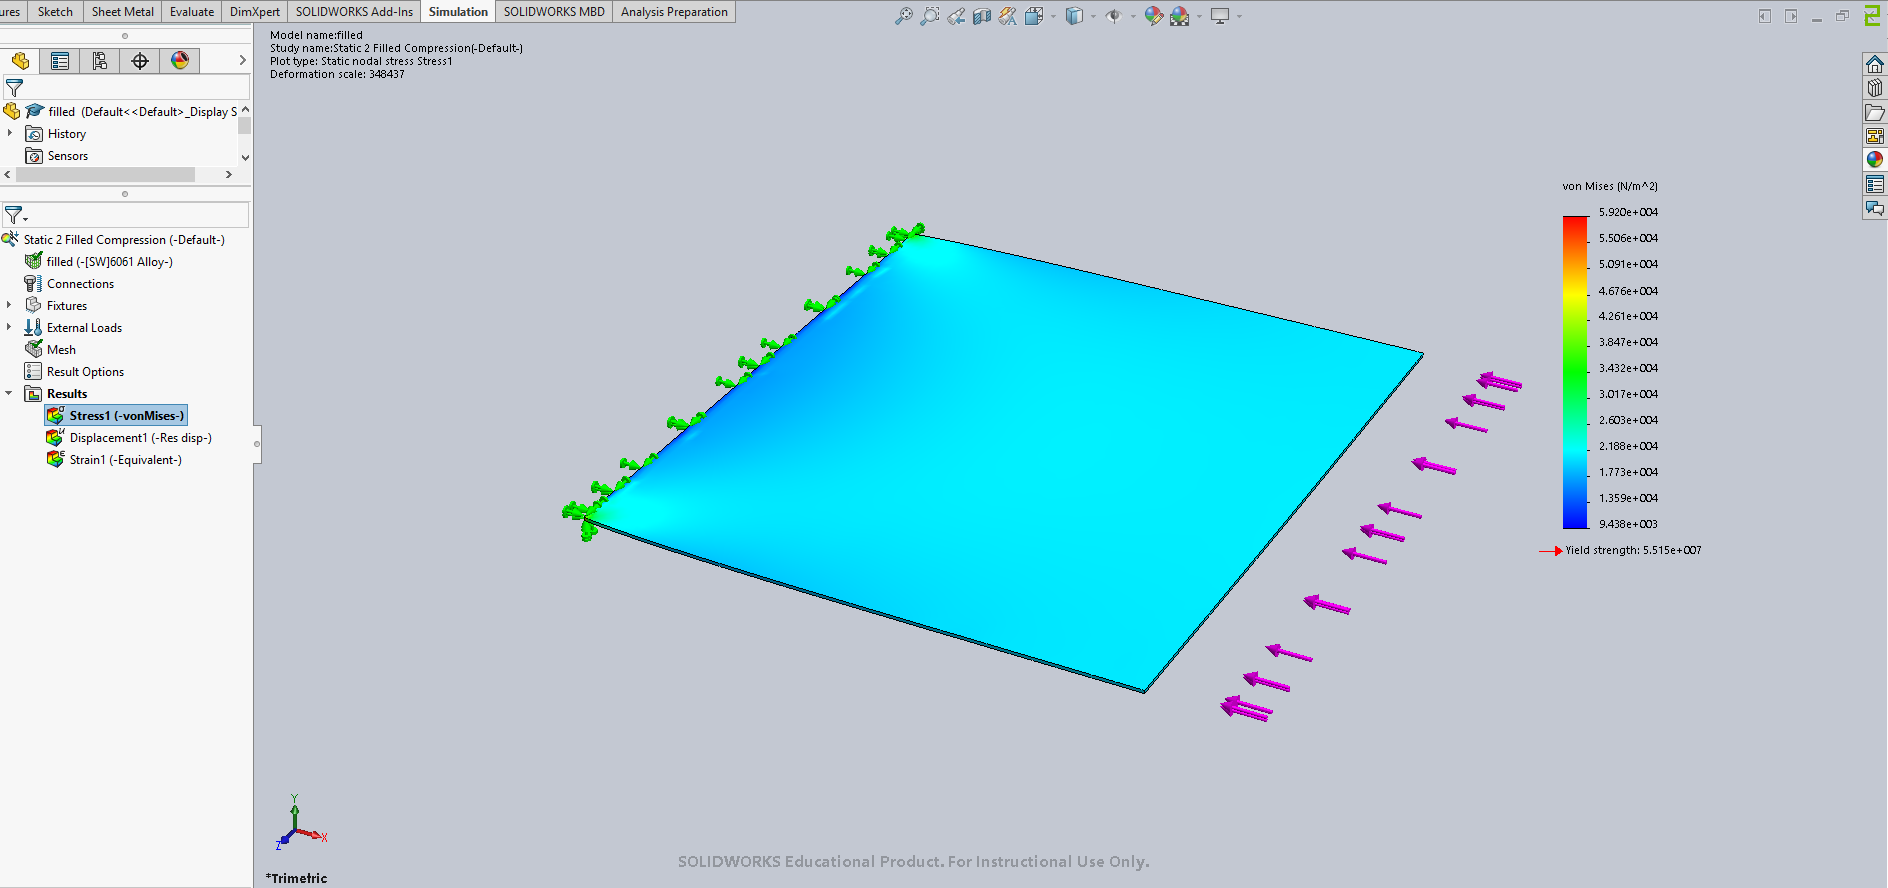 ures Sketch Sheet Metal Evaluate DimXpert SOLIDWORKS Add-Ins Simulation SOLIDWORKS MBD Analysis Preparation
Model name:filled
Study name:Static 2 Filled Compression(-Default-)
Plot type: Static nodal stress Stress1
Deformation scale: 348437
filled (Default<<Default>_Display S
History
Sensors
Static 2 Filled Compression (-Default-)
filled (-[SW]6061 Alloy-)
Connections
Fixtures
External Loads
Mesh
Result Options
Results
Stress1 (-vonMises-)
Displacement1 (-Res disp-)
Strain1 (-Equivalent-)
von Mises (N/m^2)
5.920e+004
5.506e+004
5.091e+004
4.676e+004
4.261e+004
3.847e+004
3.432e+004
3.017e+004
2.603e+004
2.188e+004
1.773e+004
1.359e+004
9.438e+003
Yield strength: 5.515e+007
Y
X
Z
SOLIDWORKS Educational Product. For Instructional Use Only.
*Trimetric